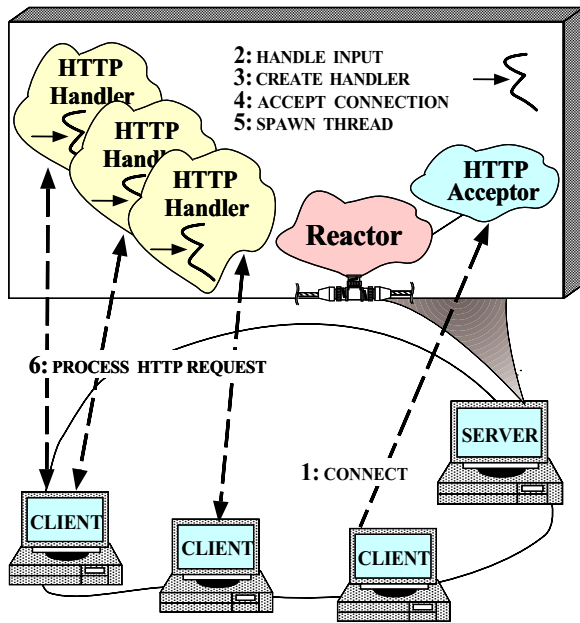 2: HANDLE INPUT
3: CREATE HANDLER
4: ACCEPT CONNECTION
5: SPAWN THREAD
HTTP
Handler
HTTP
Handler
HTTP
Handler
HTTP
Acceptor
Reactor
6: PROCESS HTTP REQUEST
1: CONNECT
SERVER
CLIENT
CLIENT
CLIENT